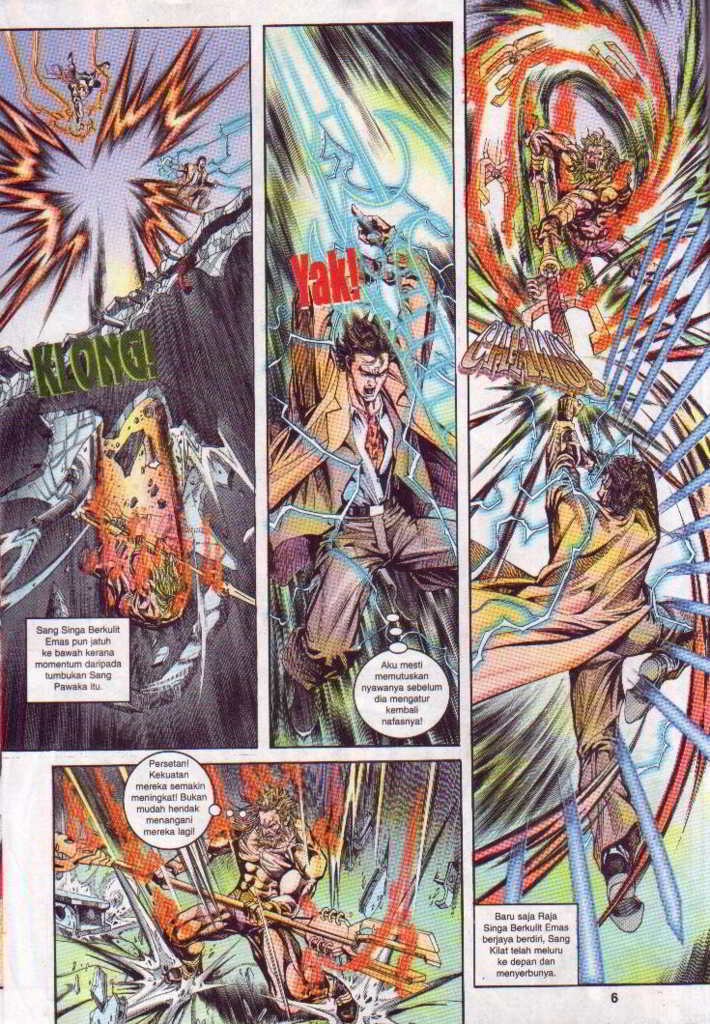 KLONG!
Sang Singa Berkulit
Emas pun jatuh
ke bawah kerana
momentum daripada
tumbukan Sang
Pawaka itu.
Yak!
Aku mesti
memutuskan
nyawanya sebelum
dia mengatur
kembali
nafasnya!
Persetan!
Kekuatan
mereka semakin
meningkat! Bukan
mudah hendak
menangani
mereka lagi!
Baru saja Raja
Singa Berkulit Emas
berjaya berdiri, Sang
Kilat telah meluru
ke depan dan
menyerbunya.
6